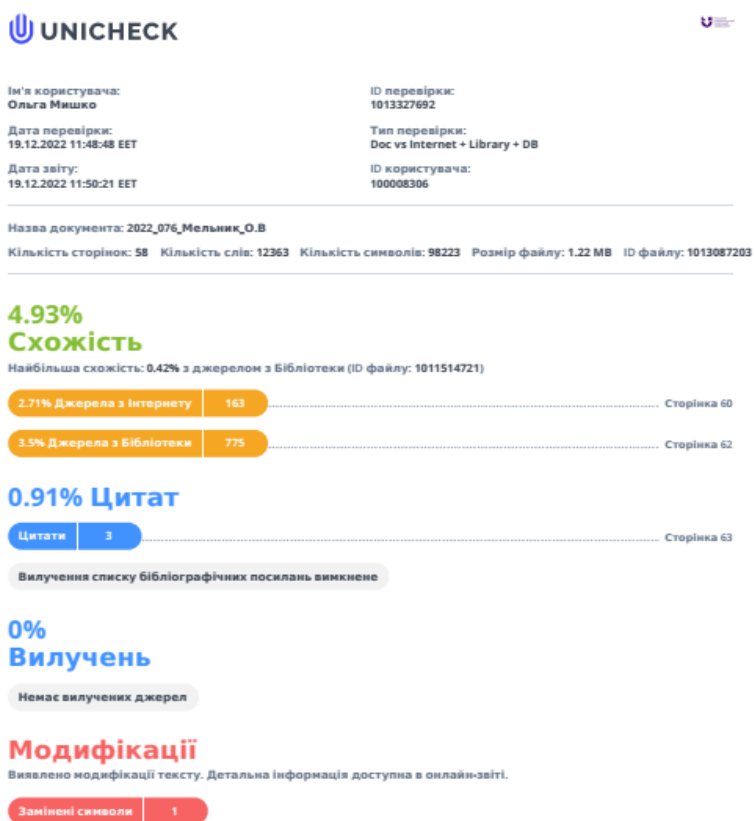 UNICHECK
Ім'я користувача:
Ольга Мишко
ID перевірки:
1013327692
Дата перевірки:
19.12.2022 11:48:48 EET
Тип перевірки:
Doc vs Internet + Library + DB
Дата звіту:
19.12.2022 11:50:21 EET
ID користувача:
100008306
Назва документа: 2022_076_Мельник_О.В
Кількість сторінок: 58 Кількість слів: 12363 Кількість символів: 98223 Розмір файлу: 1.22 MB ID файлу: 1013087203
4.93%
Схожість
Найбільша схожість: 0.42% з джерелом з Бібліотеки (ID файлу: 1011514721)
2.71% Джерела з Інтернету 163 Сторінка 60
3.5% Джерела з Бібліотеки 775 Сторінка 62
0.91% Цитат
Цитати 3 Сторінка 63
Вилучення списку бібліографічних посилань вимкнене
0%
Вилучень
Немає вилучених джерел
Модифікації
Виявлено модифікації тексту. Детальна інформація доступна в онлайн-звіті.
Замінені символи 1